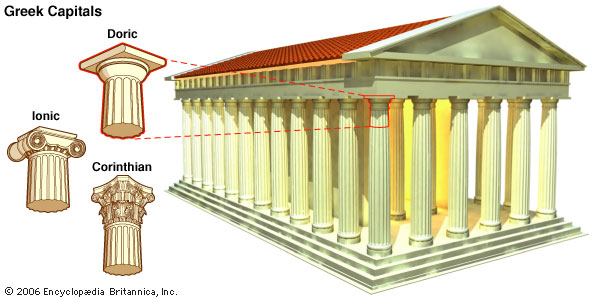 Greek Capitals
Doric
Ionic
Corinthian
© 2006 Encyclopædia Britannica, Inc.